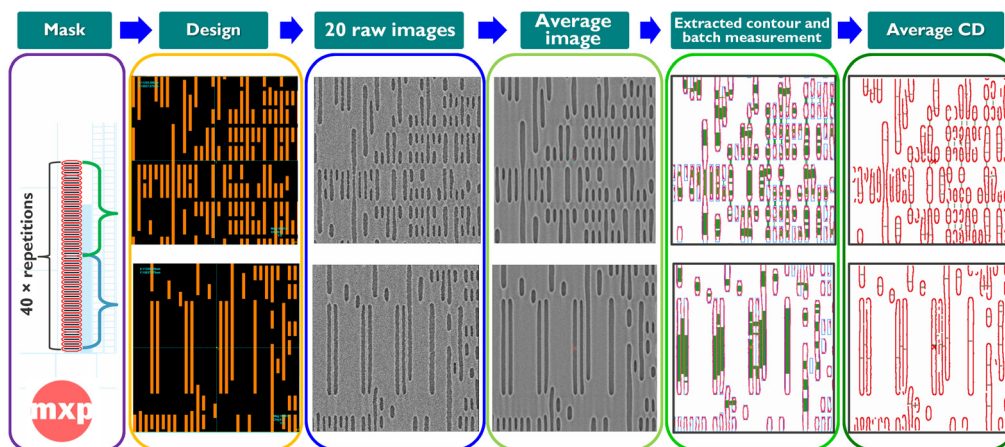 Mask
Design
20 raw images
Average
image
Extracted contour and
batch measurement
Average CD
40 × repetitions
mxp